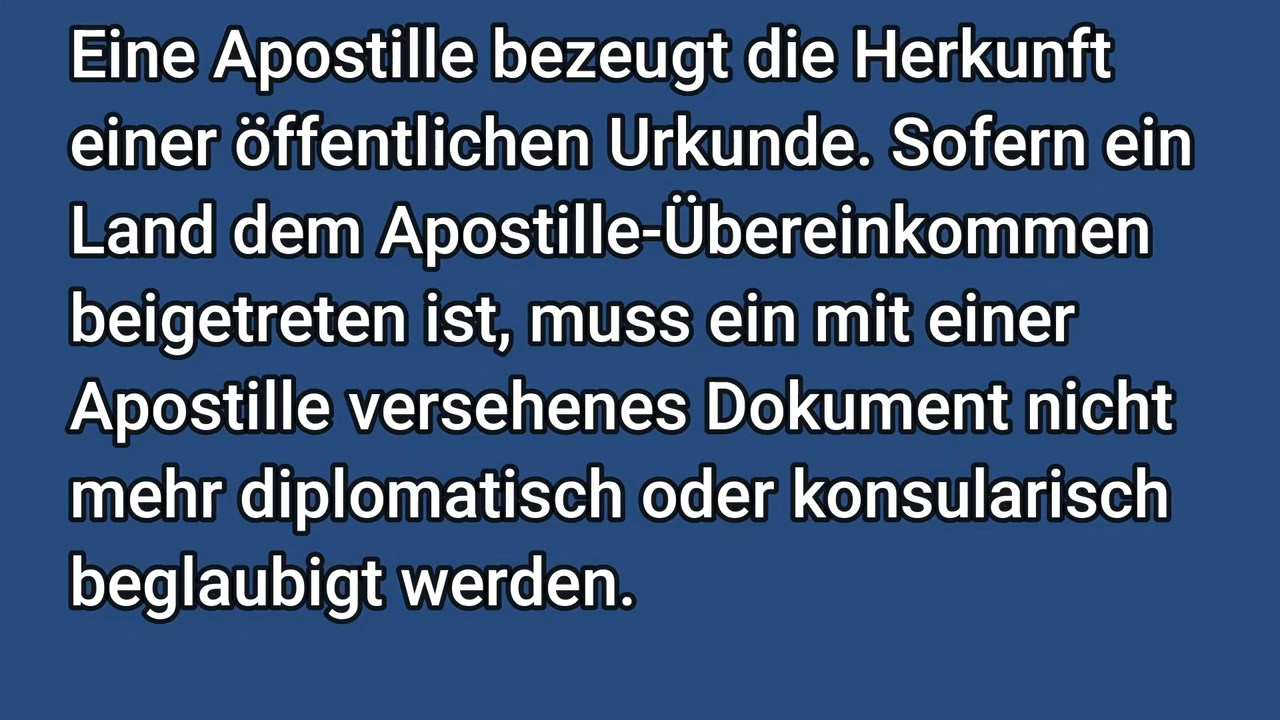 Eine Apostille bezeugt die Herkunft
einer öffentlichen Urkunde. Sofern ein
Land dem Apostille-Übereinkommen
beigetreten ist, muss ein mit einer
Apostille versehenes Dokument nicht
mehr diplomatisch oder konsularisch
beglaubigt werden.